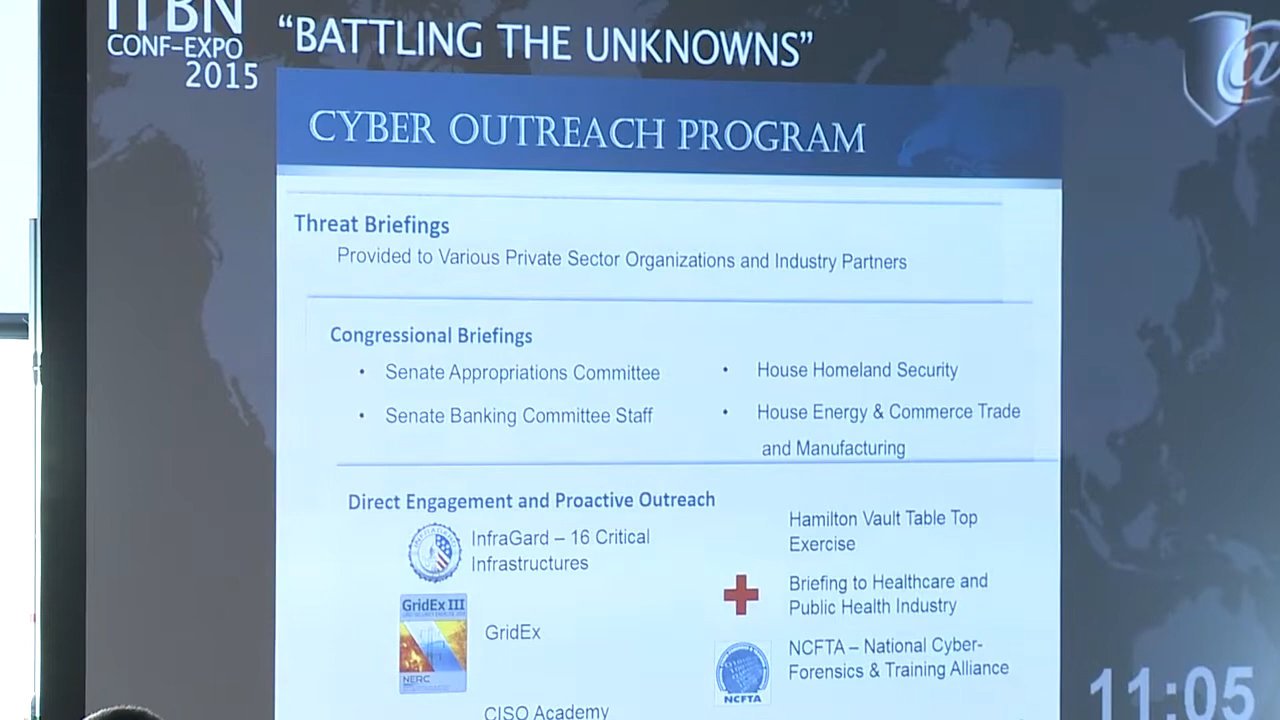 ITBN
CONF-EXPO
2015
“BATTLING THE UNKNOWNS”
CYBER OUTREACH PROGRAM
Threat Briefings
Provided to Various Private Sector Organizations and Industry Partners
Congressional Briefings
• Senate Appropriations Committee
• Senate Banking Committee Staff
• House Homeland Security
• House Energy & Commerce Trade
and Manufacturing
Direct Engagement and Proactive Outreach
InfraGard – 16 Critical
Infrastructures
GridEx III
NERC
GridEx
CISO Academy
Hamilton Vault Table Top
Exercise
Briefing to Healthcare and
Public Health Industry
NCFTA – National Cyber-
Forensics & Training Alliance
NCFTA
@
11:05